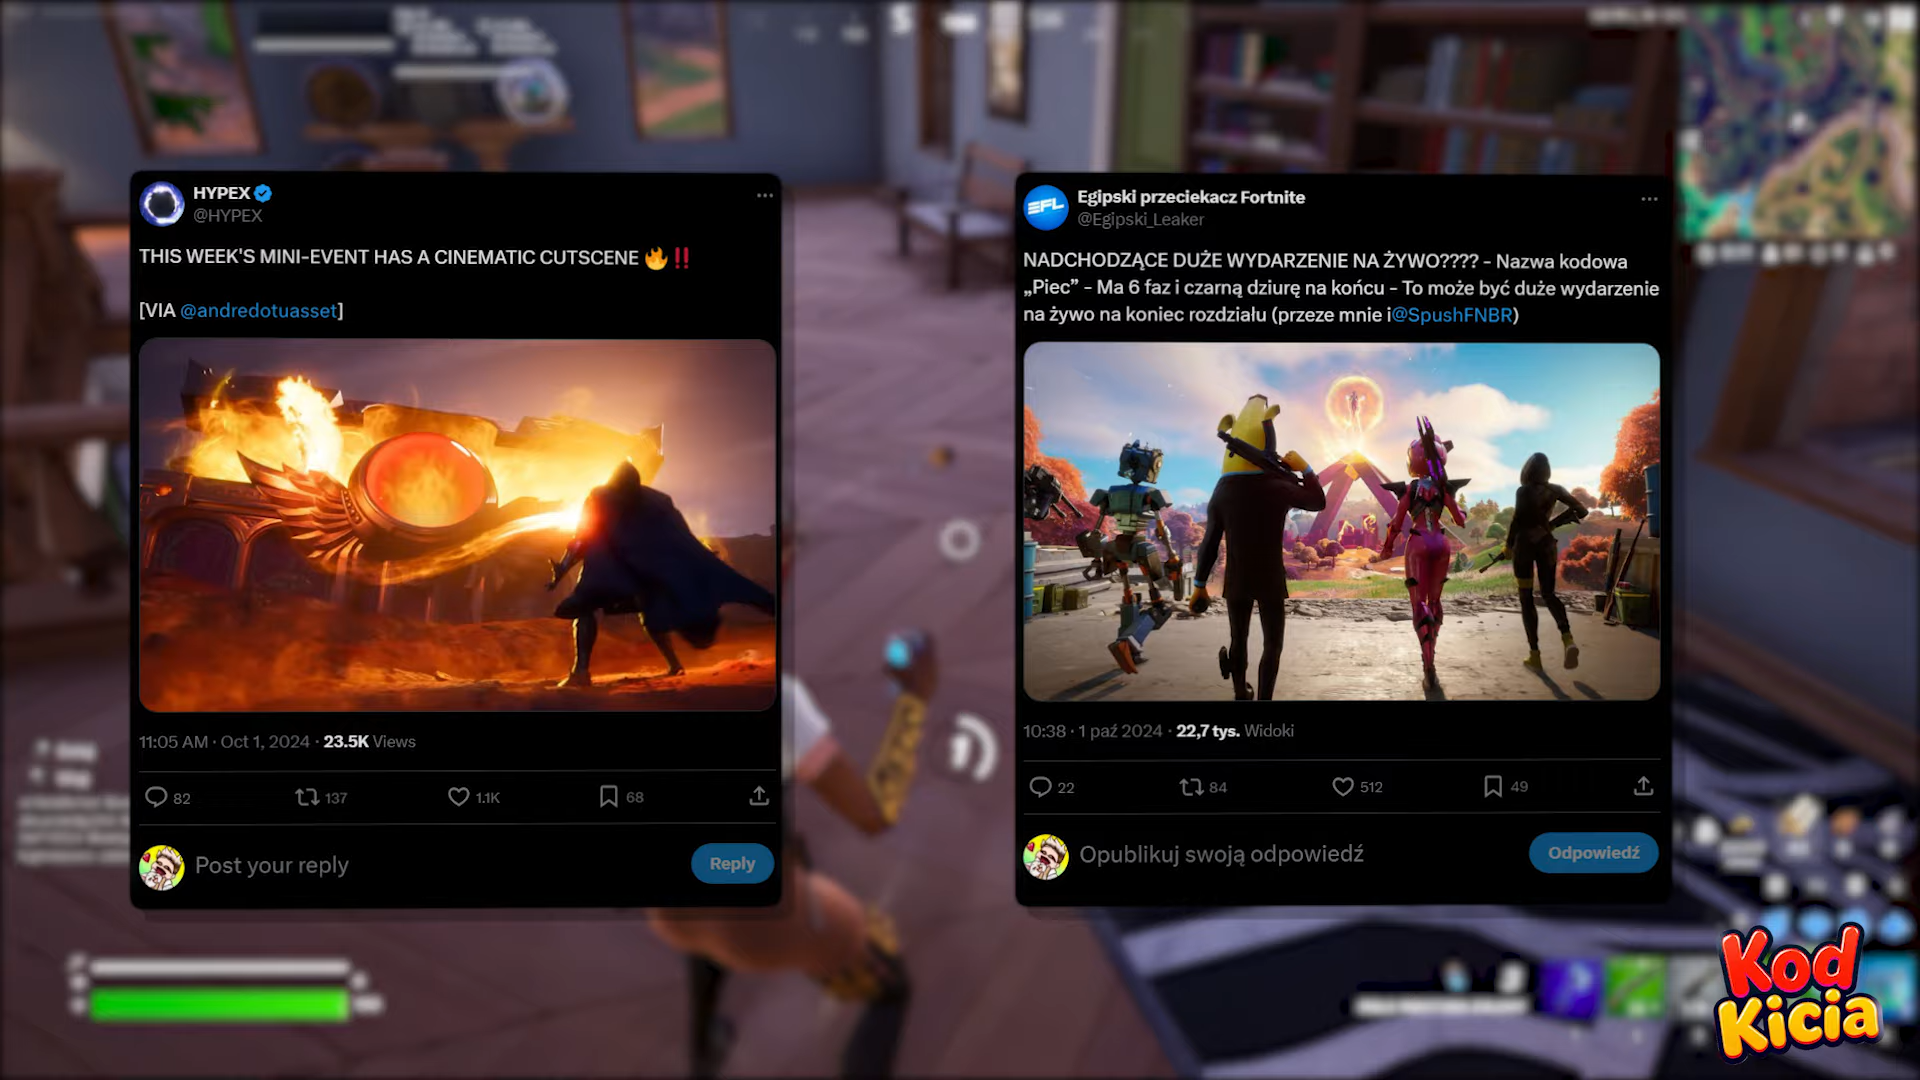 HYPEX
@HYPEX
THIS WEEK'S MINI-EVENT HAS A CINEMATIC CUTSCENE 🔥‼️
[VIA @andredotuasset]
11:05 AM · Oct 1, 2024 · 23.5K Views
82 137 1.1K 68
Post your reply
Reply
EFL
Egipski przeciekacz Fortnite
@Egipski_Leaker
NADCHODZĄCE DUŻE WYDARZENIE NA ŻYWO???? - Nazwa kodowa
„Piec” - Ma 6 faz i czarną dziurę na końcu - To może być duże wydarzenie
na żywo na koniec rozdziału (przeze mnie i@SpushFNBR)
10:38 · 1 paź 2024 · 22,7 tys. Widoki
22 84 512 49
Opublikuj swoją odpowiedź
Odpowiedź
Kod
Kicia